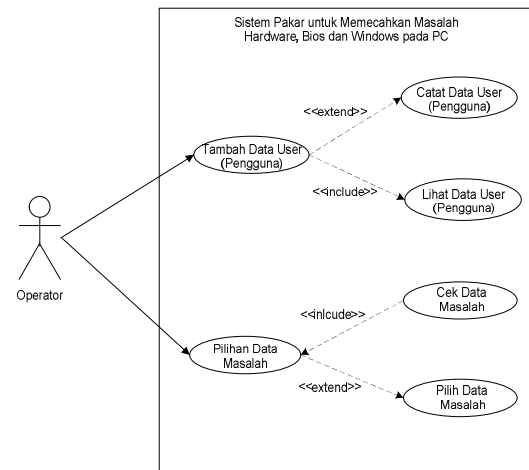 Sistem Pakar untuk Memecahkan Masalah
Hardware, Bios dan Windows pada PC
Catat Data User
(Pengguna)
<<extend>>
Tambah Data User
(Pengguna)
<<include>>
Lihat Data User
(Pengguna)
Operator
Cek Data
Masalah
<<inlcude>>
Pilihan Data
Masalah
<<extend>>
Pilih Data
Masalah